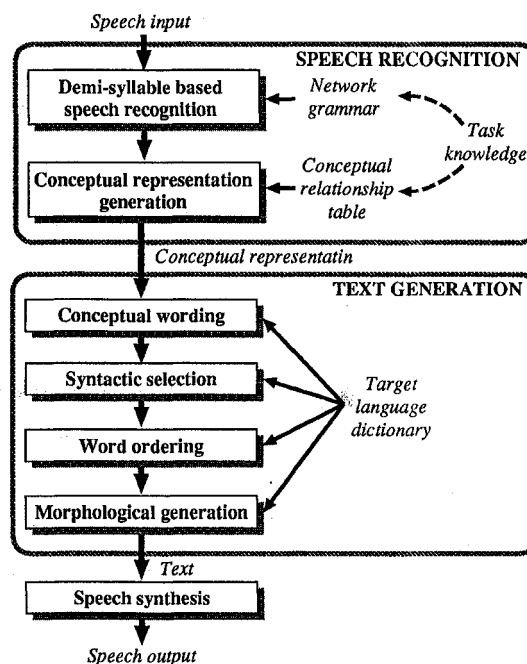 Speech input
SPEECH RECOGNITION
Demi-syllable based
speech recognition
Network
grammar
Task
knowledge
Conceptual representation
generation
Conceptual
relationship
table
Conceptual representatin
TEXT GENERATION
Conceptual wording
Syntactic selection
Target
language
dictionary
Word ordering
Morphological generation
Text
Speech synthesis
Speech output